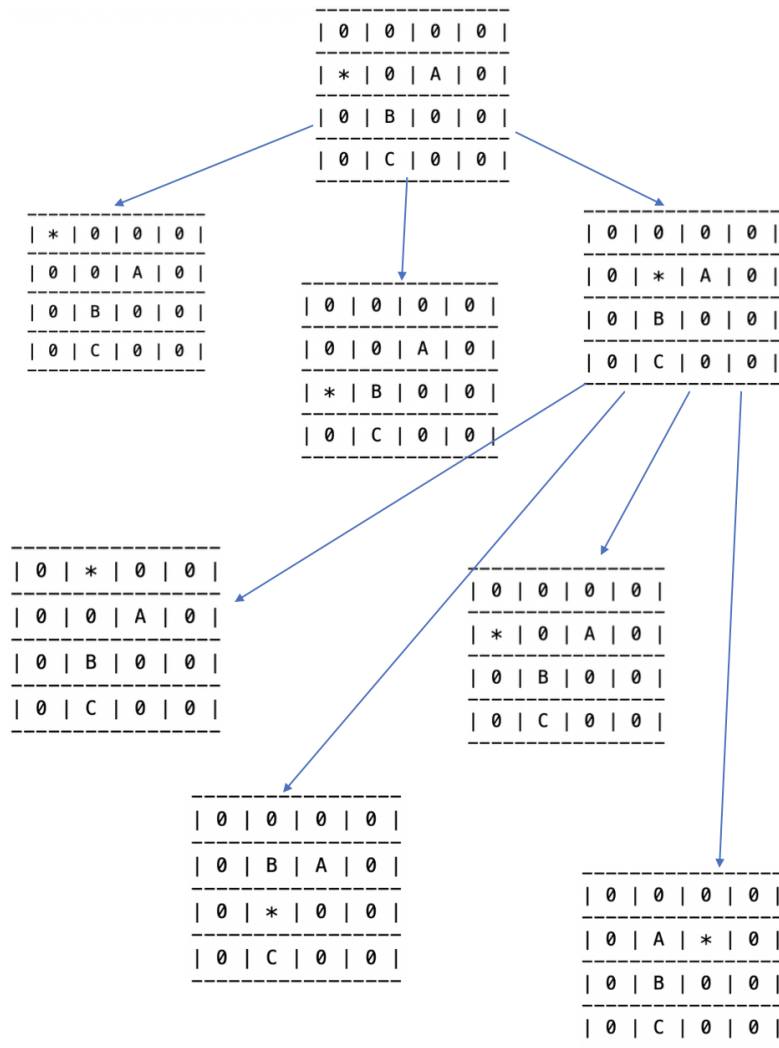 | 0 | 0 | 0 | 0 |
| * | 0 | A | 0 |
| 0 | B | 0 | 0 |
| 0 | C | 0 | 0 |
| * | 0 | 0 | 0 |
| 0 | 0 | A | 0 |
| 0 | B | 0 | 0 |
| 0 | C | 0 | 0 |
| 0 | 0 | 0 | 0 |
| 0 | 0 | A | 0 |
| * | B | 0 | 0 |
| 0 | C | 0 | 0 |
| 0 | 0 | 0 | 0 |
| 0 | * | A | 0 |
| 0 | B | 0 | 0 |
| 0 | C | 0 | 0 |
| 0 | * | 0 | 0 |
| 0 | 0 | A | 0 |
| 0 | B | 0 | 0 |
| 0 | C | 0 | 0 |
| 0 | 0 | 0 | 0 |
| 0 | B | A | 0 |
| 0 | * | 0 | 0 |
| 0 | C | 0 | 0 |
| 0 | 0 | 0 | 0 |
| * | 0 | A | 0 |
| 0 | B | 0 | 0 |
| 0 | C | 0 | 0 |
| 0 | 0 | 0 | 0 |
| 0 | A | * | 0 |
| 0 | B | 0 | 0 |
| 0 | C | 0 | 0 |